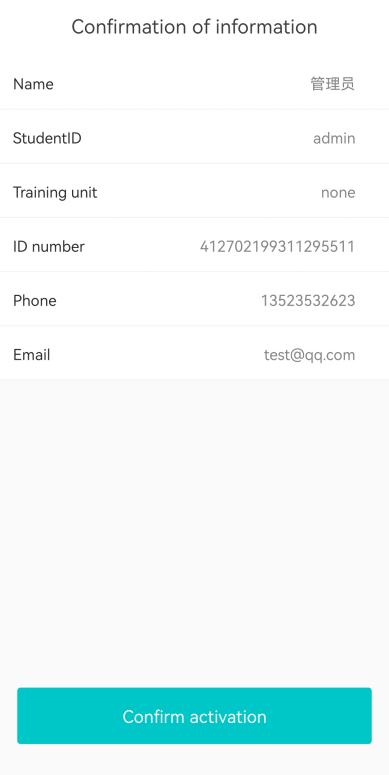 Confirmation of information
Name 管理员
StudentID admin
Training unit none
ID number 412702199311295511
Phone 13523532623
Email test@qq.com
Confirm activation